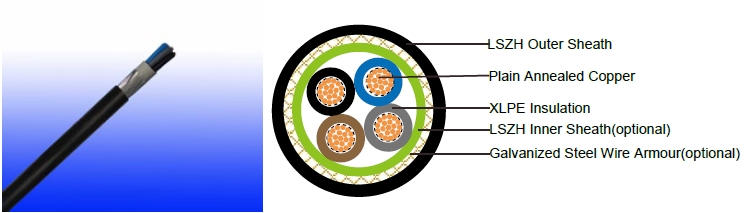 LSZH Outer Sheath
Plain Annealed Copper
XLPE Insulation
LSZH Inner Sheath(optional)
Galvanized Steel Wire Armour(optional)